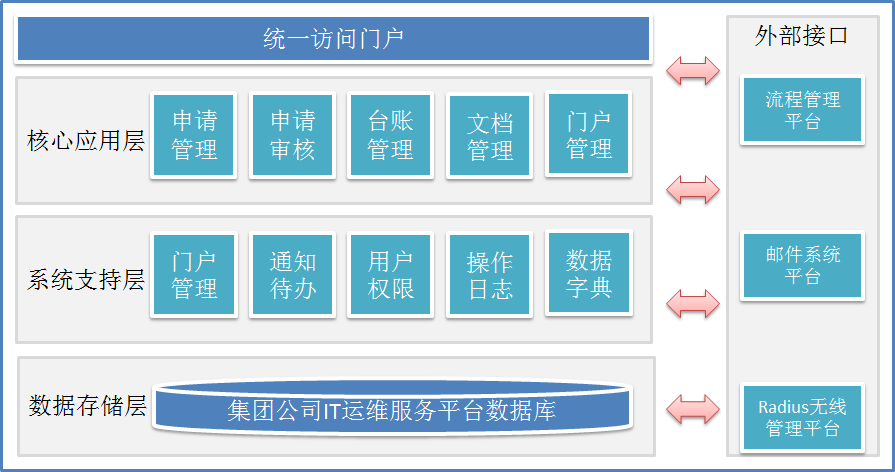 统一访问门户
核心应用层
申请
管理
申请
审核
台账
管理
文档
管理
门户
管理
系统支持层
门户
管理
通知
待办
用户
权限
操作
日志
数据
字典
数据存储层
集团公司IT运维服务平台数据库
外部接口
流程管理
平台
邮件系统
平台
Radius无线
管理平台